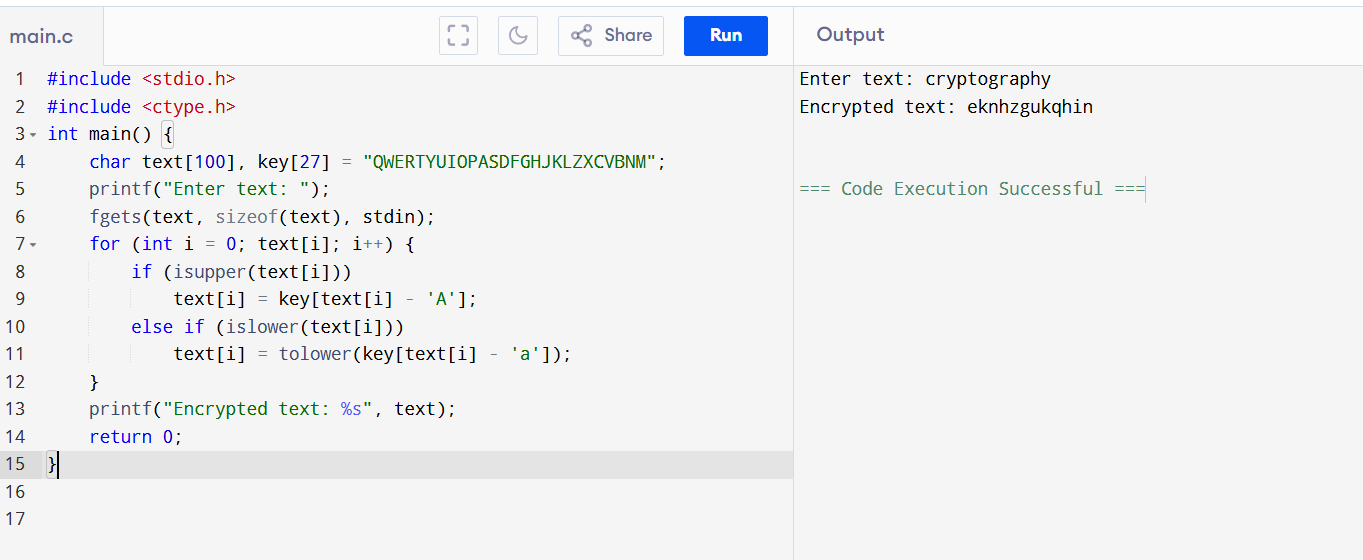 main.c
Share
Run
Output
1 #include <stdio.h>
2 #include <ctype.h>
3 int main() {
4     char text[100], key[27] = "QWERTYUIOPASDFGHJKLZXCVBNM";
5     printf("Enter text: ");
6     fgets(text, sizeof(text), stdin);
7     for (int i = 0; text[i]; i++) {
8         if (isupper(text[i]))
9             text[i] = key[text[i] - 'A'];
10         else if (islower(text[i]))
11             text[i] = tolower(key[text[i] - 'a']);
12     }
13     printf("Encrypted text: %s", text);
14     return 0;
15 }
16
17
Enter text: cryptography
Encrypted text: eknhzgukqhin
=== Code Execution Successful ===